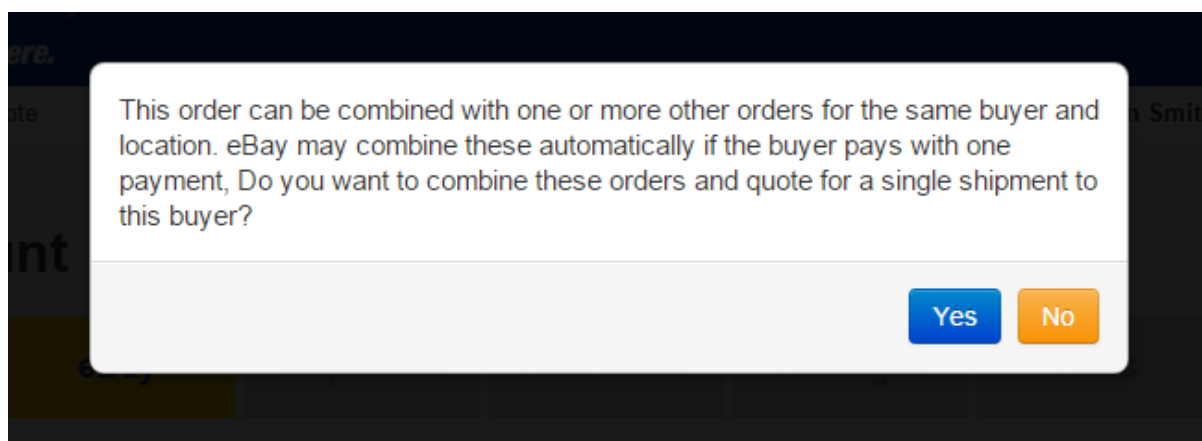 ere.
This order can be combined with one or more other orders for the same buyer and
location. eBay may combine these automatically if the buyer pays with one
payment, Do you want to combine these orders and quote for a single shipment to
this buyer?
Yes No